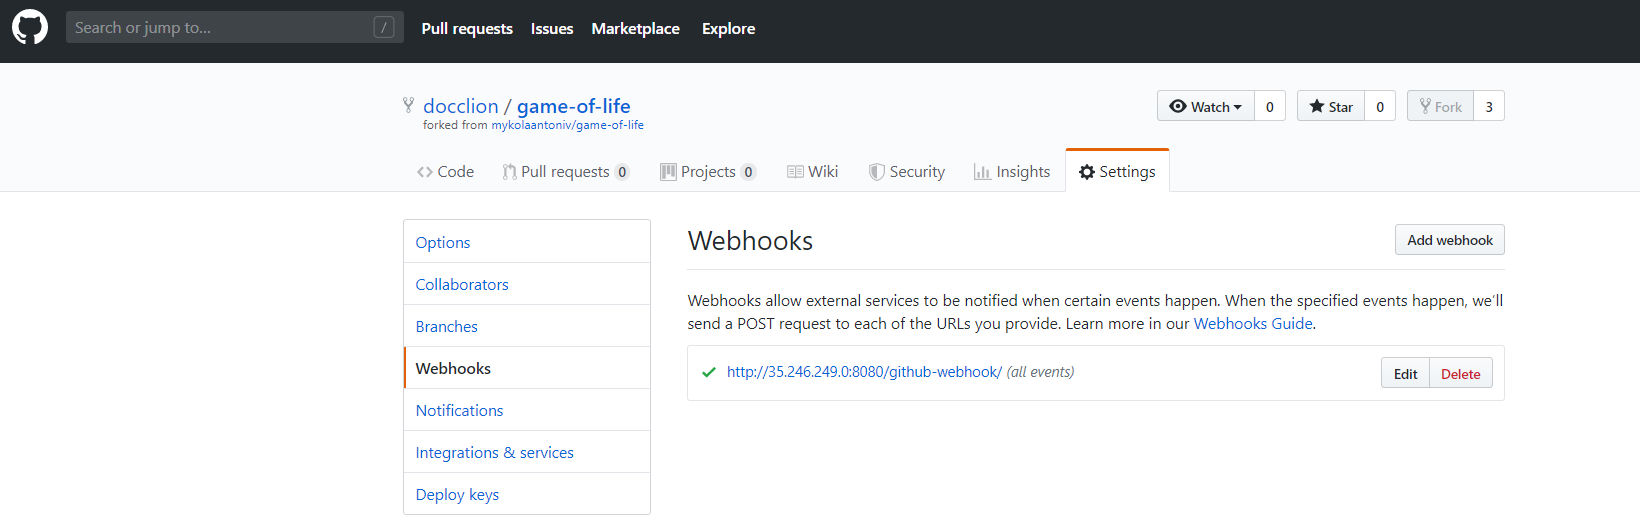 Search or jump to... /
Pull requests Issues Marketplace Explore
docclion / game-of-life
forked from mykolaantoniv/game-of-life
Watch 0 Star 0 Fork 3
Code Pull requests 0 Projects 0 Wiki Security Insights Settings
Options
Collaborators
Branches
Webhooks
Notifications
Integrations & services
Deploy keys
Webhooks
Add webhook
Webhooks allow external services to be notified when certain events happen. When the specified events happen, we'll
send a POST request to each of the URLs you provide. Learn more in our Webhooks Guide.
http://35.246.249.0:8080/github-webhook/ (all events)
Edit Delete